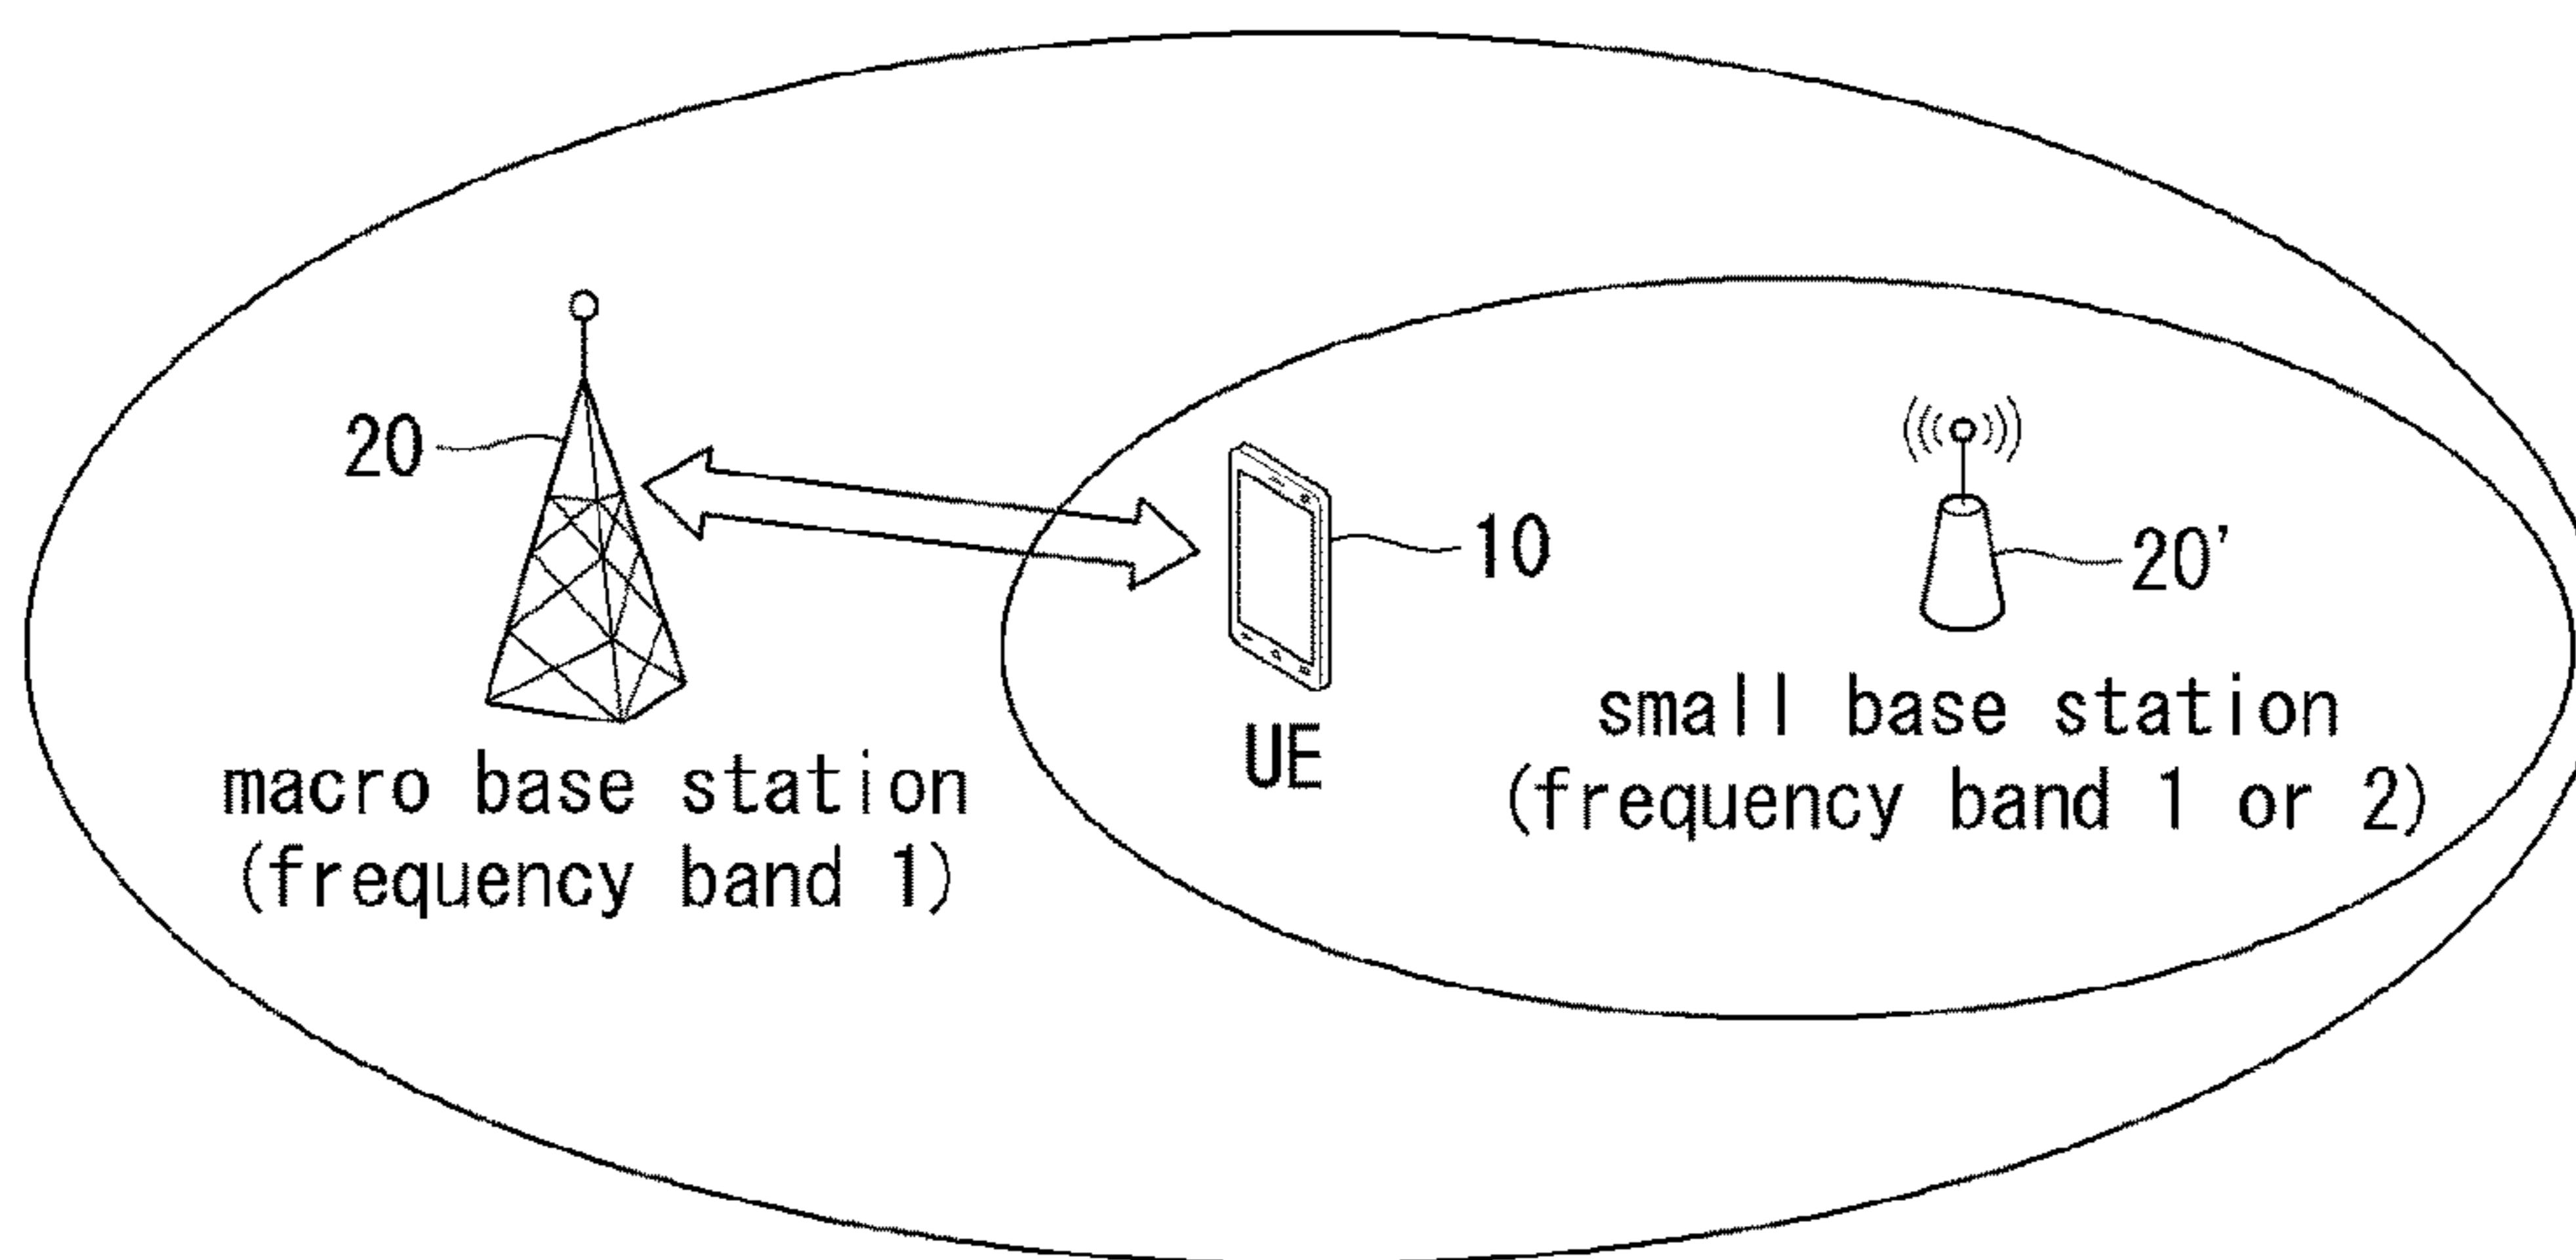 20
10
20'
UE
small base station
(frequency band 1 or 2)
macro base station
(frequency band 1)